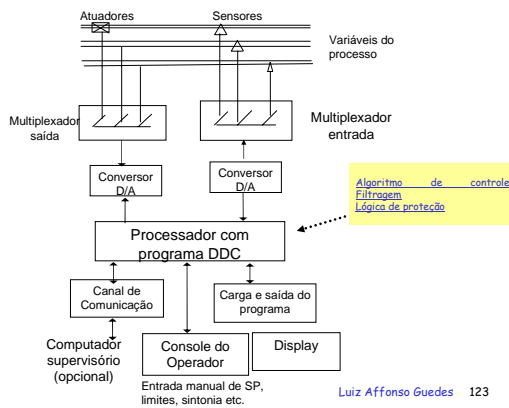 Atuadores
Sensores
Variáveis do
processo
Multiplexador
saída
Multiplexador
entrada
Conversor
D/A
Conversor
D/A
Algoritmo de controle
Filtragem
Lógica de proteção
Processador com
programa DDC
Canal de
Comunicação
Carga e saída do
programa
Computador
supervisório
(opcional)
Console do
Operador
Display
Entrada manual de SP,
limites, sintonia etc.
Luiz Affonso Guedes 123